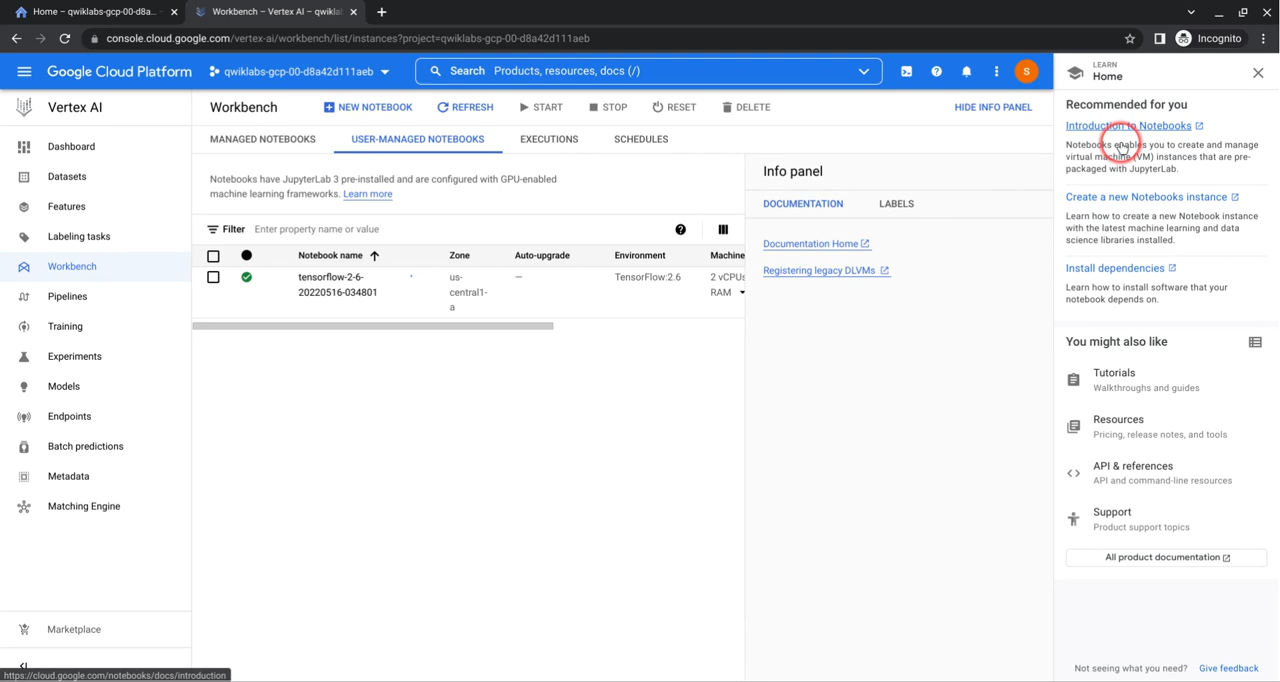 Home – qwiklabs-gcp-00-d8a...
Workbench – Vertex AI – qwiklal
console.cloud.google.com/vertex-ai/workbench/list/instances?project=qwiklabs-gcp-00-d8a42d111aeb
Incognito
Google Cloud Platform
qwiklabs-gcp-00-d8a42d111aeb
Search Products, resources, docs (/)
S
LEARN
Home
Vertex AI
Workbench
NEW NOTEBOOK
REFRESH
START
STOP
RESET
DELETE
HIDE INFO PANEL
MANAGED NOTEBOOKS
USER-MANAGED NOTEBOOKS
EXECUTIONS
SCHEDULES
Dashboard
Datasets
Features
Labeling tasks
Workbench
Pipelines
Training
Experiments
Models
Endpoints
Batch predictions
Metadata
Matching Engine
Marketplace
https://cloud.google.com/notebooks/docs/introduction
Notebooks have JupyterLab 3 pre-installed and are configured with GPU-enabled
machine learning frameworks. Learn more
Filter Enter property name or value
Notebook name
Zone
Auto-upgrade
Environment
Machine
tensorflow-2-6-
20220516-034801
us-
central1-
a
—
TensorFlow:2.6
2 vCPUs
RAM
Info panel
DOCUMENTATION
LABELS
Documentation Home
Registering legacy DLVMs
Recommended for you
Introduction to Notebooks
Notebooks enables you to create and manage
virtual machine (VM) instances that are pre-
packaged with JupyterLab.
Create a new Notebooks instance
Learn how to create a new Notebook instance
with the latest machine learning and data
science libraries installed.
Install dependencies
Learn how to install software that your
notebook depends on.
You might also like
Tutorials
Walkthroughs and guides
Resources
Pricing, release notes, and tools
API & references
API and command-line resources
Support
Product support topics
All product documentation
Not seeing what you need? Give feedback